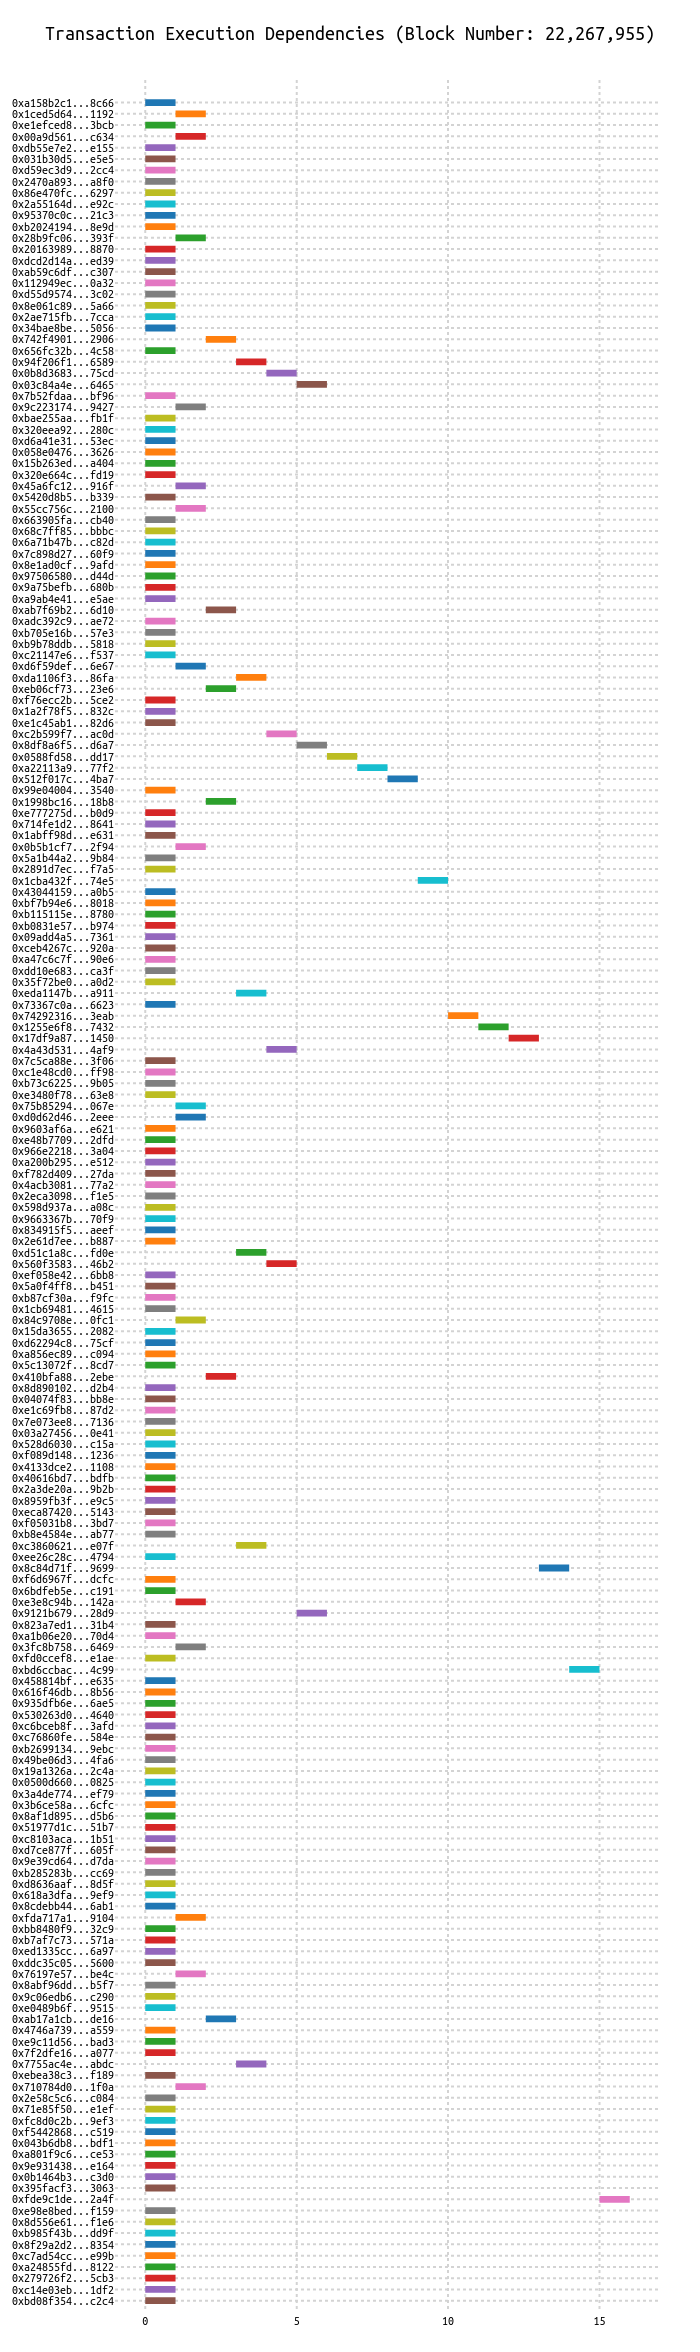 Transaction Execution Dependencies (Block Number: 22,267,955)
0xa158b2c1...8c66
0x1ced5d64...1192
0xe1efced8...3bcb
0x00a9d561...c634
0xdb55e7e2...e155
0x031b30d5...e5e5
0xd59ec3d9...2cc4
0x2470a893...a8f0
0x86e470fc...6297
0x2a55164d...e92c
0x95370c0c...21c3
0xb2024194...8e9d
0x28b9fc06...393f
0x20163989...8870
0xdcd2d14a...ed39
0xab59c6df...c307
0x112949ec...0a32
0xd55d9574...3c02
0x8e061c89...5a66
0x2ae715fb...7cca
0x34bae8be...5056
0x742f4901...2906
0x656fc32b...4c58
0x94f206f1...6589
0x0b8d3683...75cd
0x03c84a4e...6465
0x7b52fdaa...bf96
0x9c223174...9427
0xbae255aa...fb1f
0x320eea92...280c
0xd6a41e31...53ec
0x058e0476...3626
0x15b263ed...a404
0x320e664c...fd19
0x45a6fc12...916f
0x5420d8b5...b339
0x55cc756c...2100
0x663905fa...cb40
0x68c7ff85...bbbc
0x6a71b47b...c82d
0x7c898d27...60f9
0x8e1ad0cf...9afd
0x97506580...d44d
0x9a75befb...680b
0xa9ab4e41...e5ae
0xab7f69b2...6d10
0xadc392c9...ae72
0xb705e16b...57e3
0xb9b78ddb...5818
0xc21147e6...f537
0xd6f59def...6e67
0xda1106f3...86fa
0xeb06cf73...23e6
0xf76ecc2b...5ce2
0x1a2f78f5...832c
0xe1c45ab1...82d6
0xc2b599f7...ac0d
0x8df8a6f5...d6a7
0x0588fd58...dd17
0xa22113a9...77f2
0x512f017c...4ba7
0x99e04004...3540
0x1998bc16...18b8
0xe777275d...b0d9
0x714fe1d2...8641
0x1abff98d...e631
0x0b5b1cf7...2f94
0x5a1b44a2...9b84
0x2891d7ec...f7a5
0x1cba432f...74e5
0x43044159...a0b5
0xbf7b94e6...8018
0xb115115e...8780
0xb0831e57...b974
0x09add4a5...7361
0xceb4267c...920a
0xa47c6c7f...90e6
0xdd10e683...ca3f
0x35f72be0...a0d2
0xeda1147b...a911
0x73367c0a...6623
0x74292316...3eab
0x1255e6f8...7432
0x17df9a87...1450
0x4a43d531...4af9
0x7c5ca88e...3f06
0xc1e48cd0...ff98
0xb73c6225...9b05
0xe3480f78...63e8
0x75b85294...067e
0xd0d62d46...2eee
0x9603af6a...e621
0xe48b7709...2dfd
0x966e2218...3a04
0xa200b295...e512
0xf782d409...27da
0x4acb3081...77a2
0x2eca3098...f1e5
0x598d937a...a08c
0x9663367b...70f9
0x834915f5...aeef
0x2e61d7ee...b887
0xd51c1a8c...fd0e
0x560f3583...46b2
0xef058e42...6bb8
0x5a0f4ff8...b451
0xb87cf30a...f9fc
0x1cb69481...4615
0x84c9708e...0fc1
0x15da3655...2082
0xd62294c8...75cf
0xa856ec89...c094
0x5c13072f...8cd7
0x410bfa88...2ebe
0x8d890102...d2b4
0x04074f83...bb8e
0xe1c69fb8...87d2
0x7e073ee8...7136
0x03a27456...0e41
0x528d6030...c15a
0xf089d148...1236
0x4133dce2...1108
0x40616bd7...bdfb
0x2a3de20a...9b2b
0x8959fb3f...e9c5
0xeca87420...5143
0xf05031b8...3bd7
0xb8e4584e...ab77
0xc3860621...e07f
0xee26c28c...4794
0x8c84d71f...9699
0xf6d6967f...dcfc
0x6bdfeb5e...c191
0xe3e8c94b...142a
0x9121b679...28d9
0x823a7ed1...31b4
0xa1b06e20...70d4
0x3fc8b758...6469
0xfd0ccef8...e1ae
0xbd6ccbac...4c99
0x458814bf...e635
0x616f46db...8b56
0x935dfb6e...6ae5
0x530263d0...4640
0xc6bceb8f...3afd
0xc76860fe...584e
0xb2699134...9ebc
0x49be06d3...4fa6
0x19a1326a...2c4a
0x0500d660...0825
0x3a4de774...ef79
0x3b6ce58a...6cfc
0x8af1d895...d5b6
0x51977d1c...51b7
0xc8103aca...1b51
0xd7ce877f...605f
0x9e39cd64...d7da
0xb285283b...cc69
0xd8636aaf...8d5f
0x618a3dfa...9ef9
0x8cdebb44...6ab1
0xfda717a1...9104
0xbb8480f9...32c9
0xb7af7c73...571a
0xed1335cc...6a97
0xddc35c05...5600
0x76197e57...be4c
0x8abf96dd...b5f7
0x9c06edb6...c290
0xe0489b6f...9515
0xab17a1cb...de16
0x4746a739...a559
0xe9c11d56...bad3
0x7f2dfe16...a077
0x7755ac4e...abdc
0xebea38c3...f189
0x710784d0...1f0a
0x2e58c5c6...c084
0x71e85f50...e1ef
0xfc8d0c2b...9ef3
0xf5442868...c519
0x043b6db8...bdf1
0xa801f9c6...ce53
0x9e931438...e164
0x0b1464b3...c3d0
0x395facf3...3063
0xfde9c1de...2a4f
0xe98e8bed...f159
0x8d556e61...f1e6
0xb985f43b...dd9f
0x8f29a2d2...8354
0xc7ad54cc...e99b
0xa24855fd...8122
0x279726f2...5cb3
0xc14e03eb...1df2
0xbd08f354...c2c4
0 5 10 15